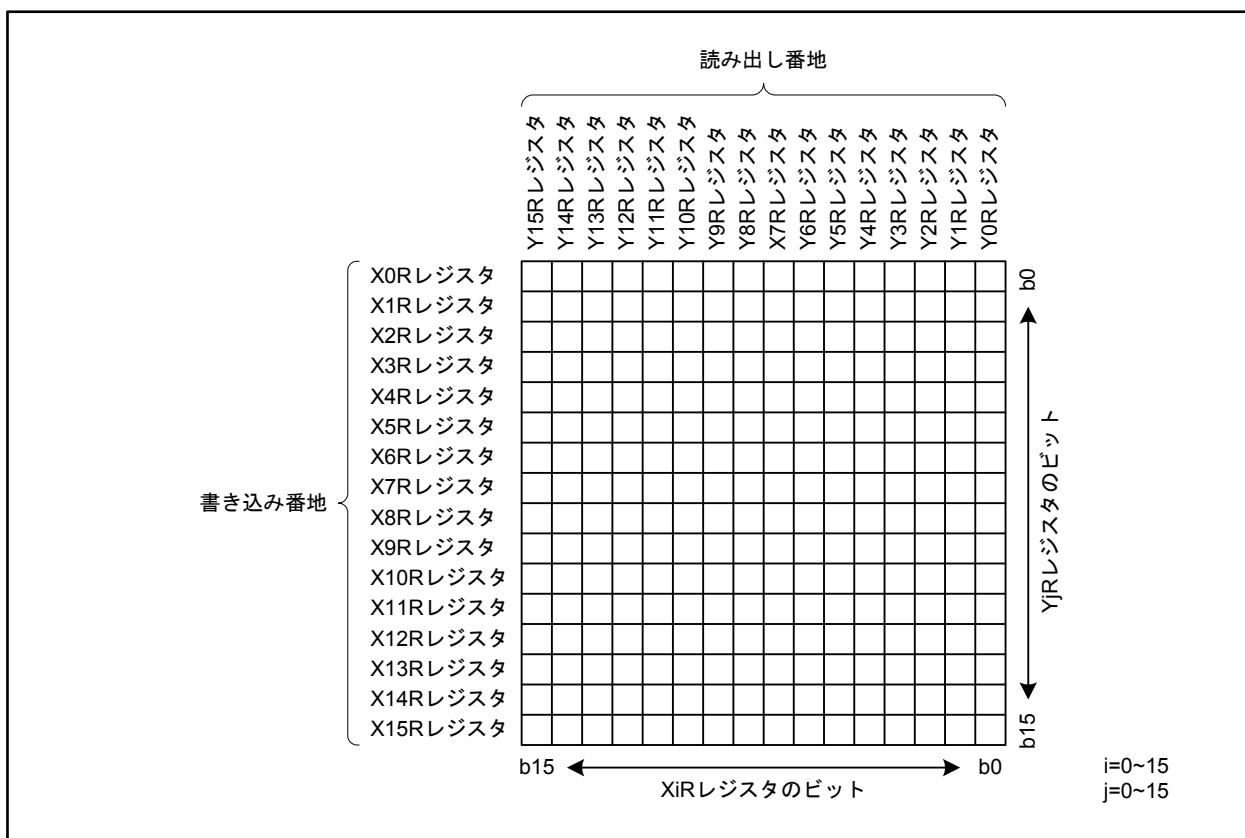 読み出し番地
Y15Rレジスタ
Y14Rレジスタ
Y13Rレジスタ
Y12Rレジスタ
Y11Rレジスタ
Y10Rレジスタ
Y9Rレジスタ
Y8Rレジスタ
X7Rレジスタ
Y6Rレジスタ
Y5Rレジスタ
Y4Rレジスタ
Y3Rレジスタ
Y2Rレジスタ
Y1Rレジスタ
Y0Rレジスタ
書き込み番地
X0Rレジスタ
X1Rレジスタ
X2Rレジスタ
X3Rレジスタ
X4Rレジスタ
X5Rレジスタ
X6Rレジスタ
X7Rレジスタ
X8Rレジスタ
X9Rレジスタ
X10Rレジスタ
X11Rレジスタ
X12Rレジスタ
X13Rレジスタ
X14Rレジスタ
X15Rレジスタ
b0
YjRレジスタのビット
b15
b15
b0
XiRレジスタのビット
i=0~15
j=0~15